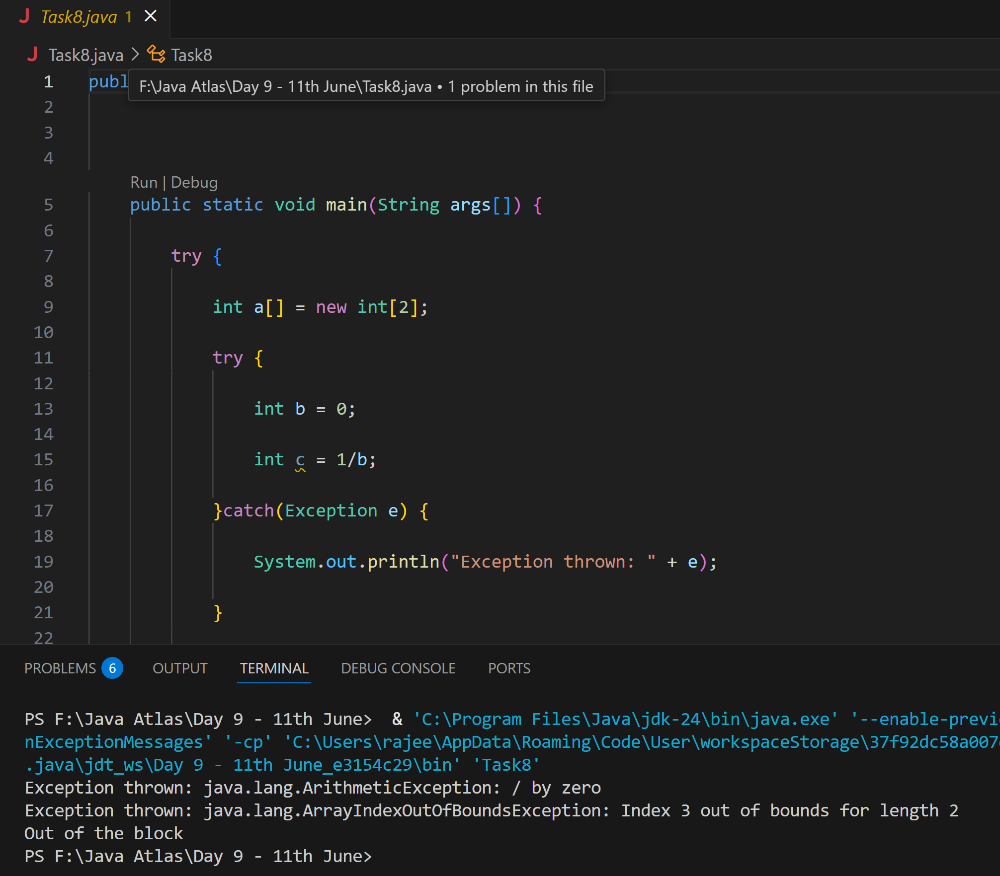 Task8.java 1
Task8.java > Task8
1 publ
F:\Java Atlas\Day 9 - 11th June\Task8.java • 1 problem in this file
2
3
4
Run | Debug
5 public static void main(String args[]) {
6
7 try {
8
9 int a[] = new int[2];
10
11 try {
12
13 int b = 0;
14
15 int c = 1/b;
16
17 }catch(Exception e) {
18
19 System.out.println("Exception thrown: " + e);
20
21 }
22
PROBLEMS 6 OUTPUT TERMINAL DEBUG CONSOLE PORTS
PS F:\Java Atlas\Day 9 - 11th June>  & 'C:\Program Files\Java\jdk-24\bin\java.exe' '--enable-previ
nExceptionMessages' '-cp' 'C:\Users\rajee\AppData\Roaming\Code\User\workspaceStorage\37f92dc58a007
.java\jdt_ws\Day 9 - 11th June_e3154c29\bin' 'Task8'
Exception thrown: java.lang.ArithmeticException: / by zero
Exception thrown: java.lang.ArrayIndexOutOfBoundsException: Index 3 out of bounds for length 2
Out of the block
PS F:\Java Atlas\Day 9 - 11th June>